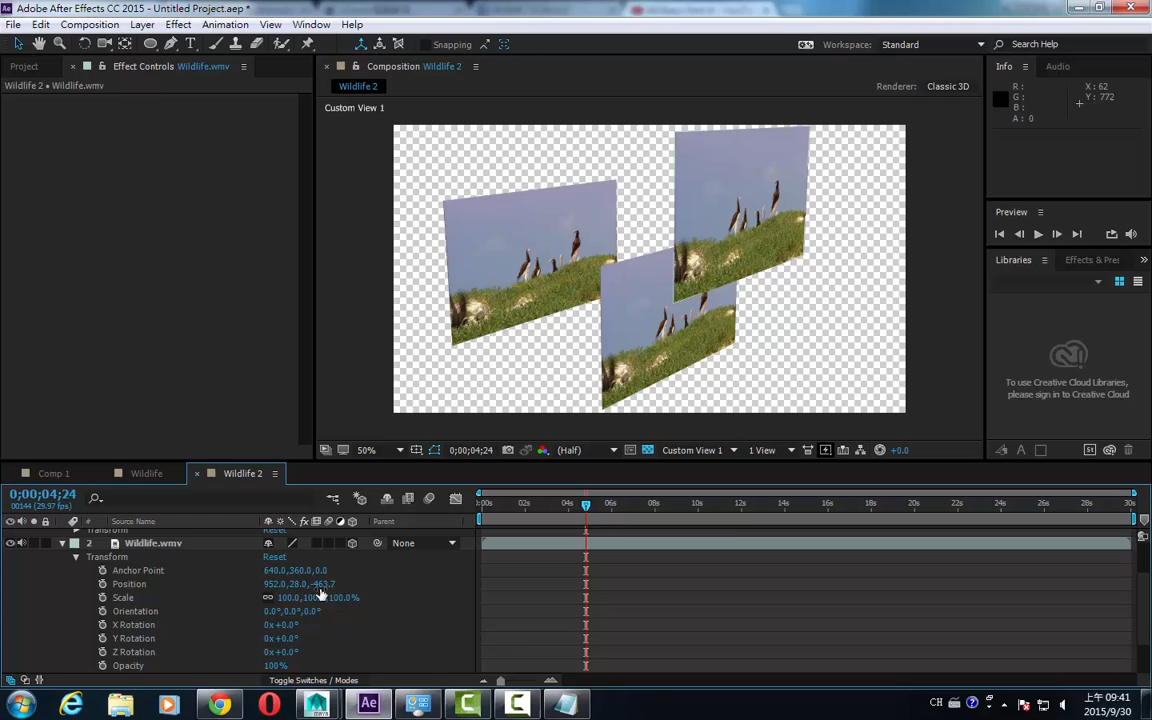 Adobe After Effects CC 2015 - Untitled Project.aep *
File Edit Composition Layer Effect Animation View Window Help
Snapping
Workspace: Standard
Search Help
Project
Effect Controls Wildlife.wmv
Composition Wildlife 2
Info
Audio
Wildlife 2 • Wildlife.wmv
Wildlife 2
Renderer: Classic 3D
R :
G :
B :
A : 0
X : 62
Y : 772
Custom View 1
Preview
Libraries
Effects & Pre
To use Creative Cloud Libraries,
please sign in to Creative Cloud
50%
0;00;04;24
(Half)
Custom View 1
1 View
+0.0
Comp 1
Wildlife
Wildlife 2
0;00;04;24
00144 (29.97 fps)
:00s 02s 04s 06s 08s 10s 12s 14s 16s 18s 20s 22s 24s 26s 28s 30s
# Source Name
fx
Parent
Transform Reset
2 Wildlife.wmv None
Transform Reset
Anchor Point 640.0,360.0,0.0
Position 952.0,28.0,-463.7
Scale 100.0,100.0,100.0%
Orientation 0.0°,0.0°,0.0°
X Rotation 0x+0.0°
Y Rotation 0x+0.0°
Z Rotation 0x+0.0°
Opacity 100%
Toggle Switches / Modes
CH
上午 09:41
2015/9/30